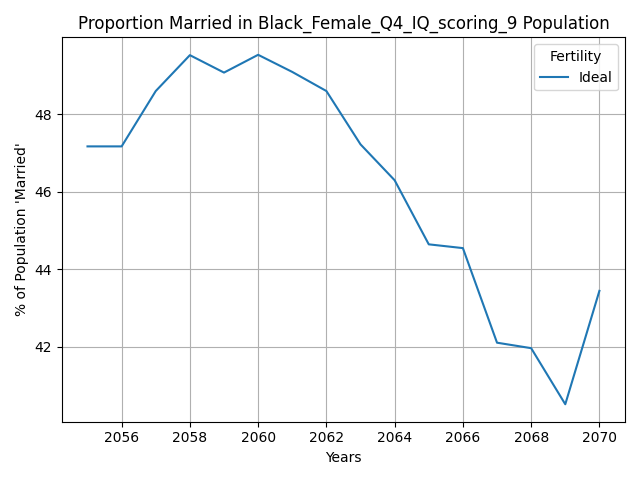 Proportion Married in Black_Female_Q4_IQ_scoring_9 Population
Fertility
Ideal
% of Population 'Married'
48
46
44
42
2056 2058 2060 2062 2064 2066 2068 2070
Years